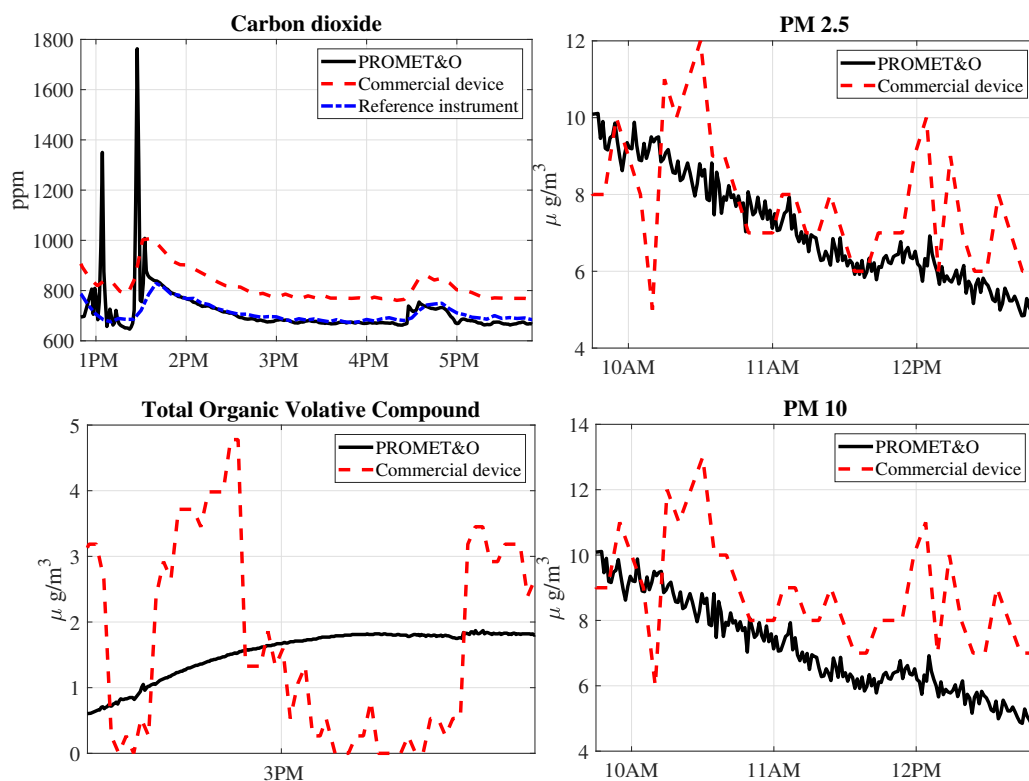 Carbon dioxide
1800
1600
1400
1200
1000
800
600
ppm
PROMET&O
Commercial device
Reference instrument
1PM 2PM 3PM 4PM 5PM
PM 2.5
12
10
8
6
4
μ g/m³
PROMET&O
Commercial device
10AM 11AM 12PM
Total Organic Volative Compound
5
4
3
2
1
0
μ g/m³
PROMET&O
Commercial device
3PM
PM 10
14
12
10
8
6
4
μ g/m³
PROMET&O
Commercial device
10AM 11AM 12PM